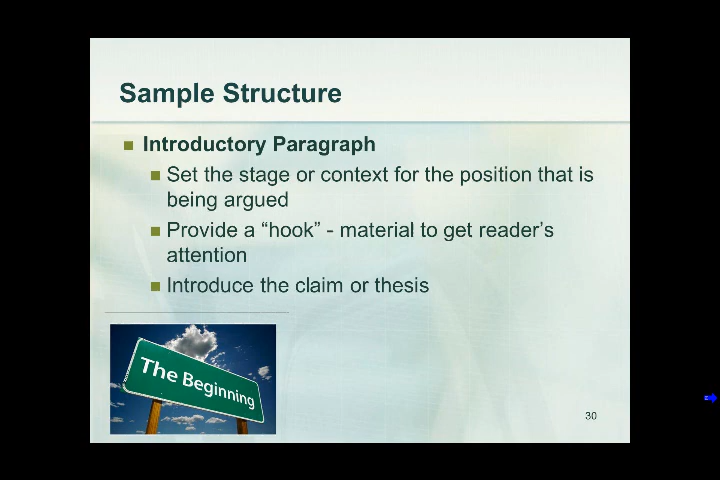 Sample Structure
Introductory Paragraph
Set the stage or context for the position that is
being argued
Provide a “hook” - material to get reader’s
attention
Introduce the claim or thesis
The Beginning
30